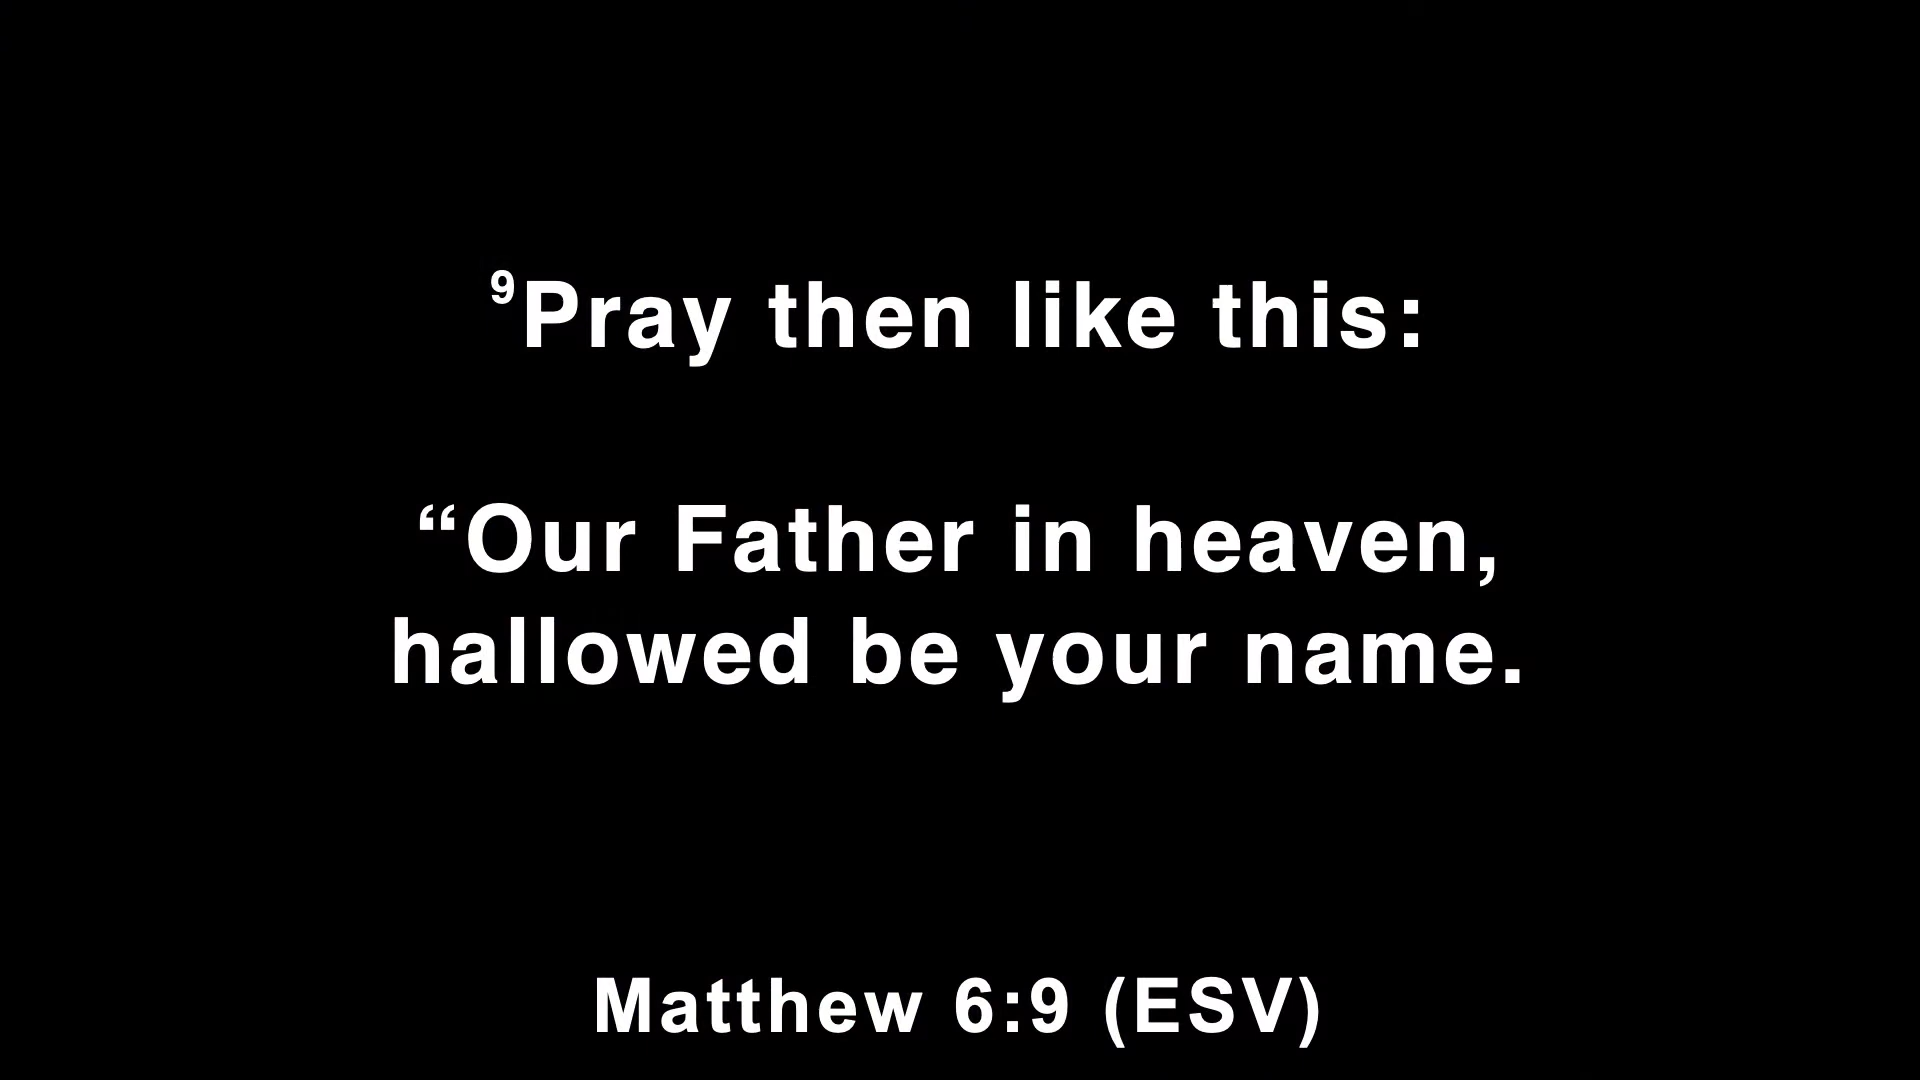 ⁹Pray then like this:
“Our Father in heaven,
hallowed be your name.
Matthew 6:9 (ESV)